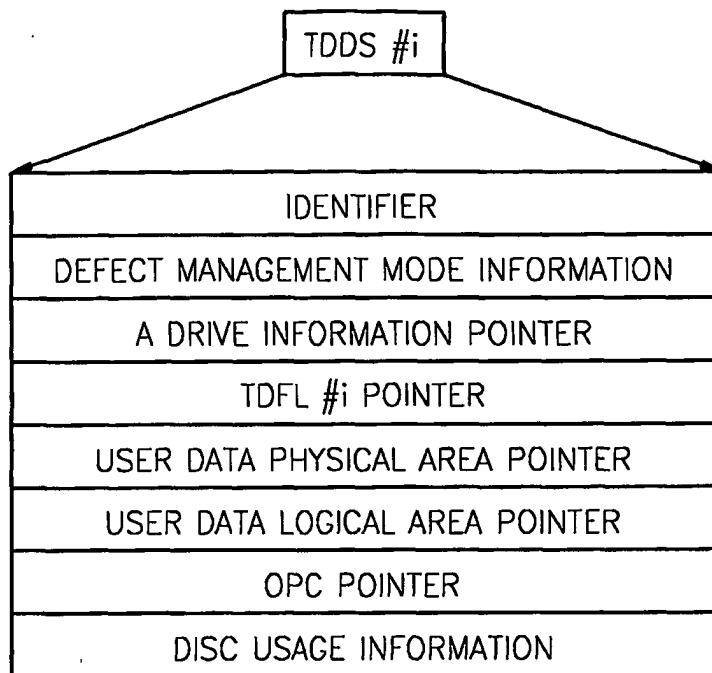 TDDS #i
IDENTIFIER
DEFECT MANAGEMENT MODE INFORMATION
A DRIVE INFORMATION POINTER
TDFL #i POINTER
USER DATA PHYSICAL AREA POINTER
USER DATA LOGICAL AREA POINTER
OPC POINTER
DISC USAGE INFORMATION